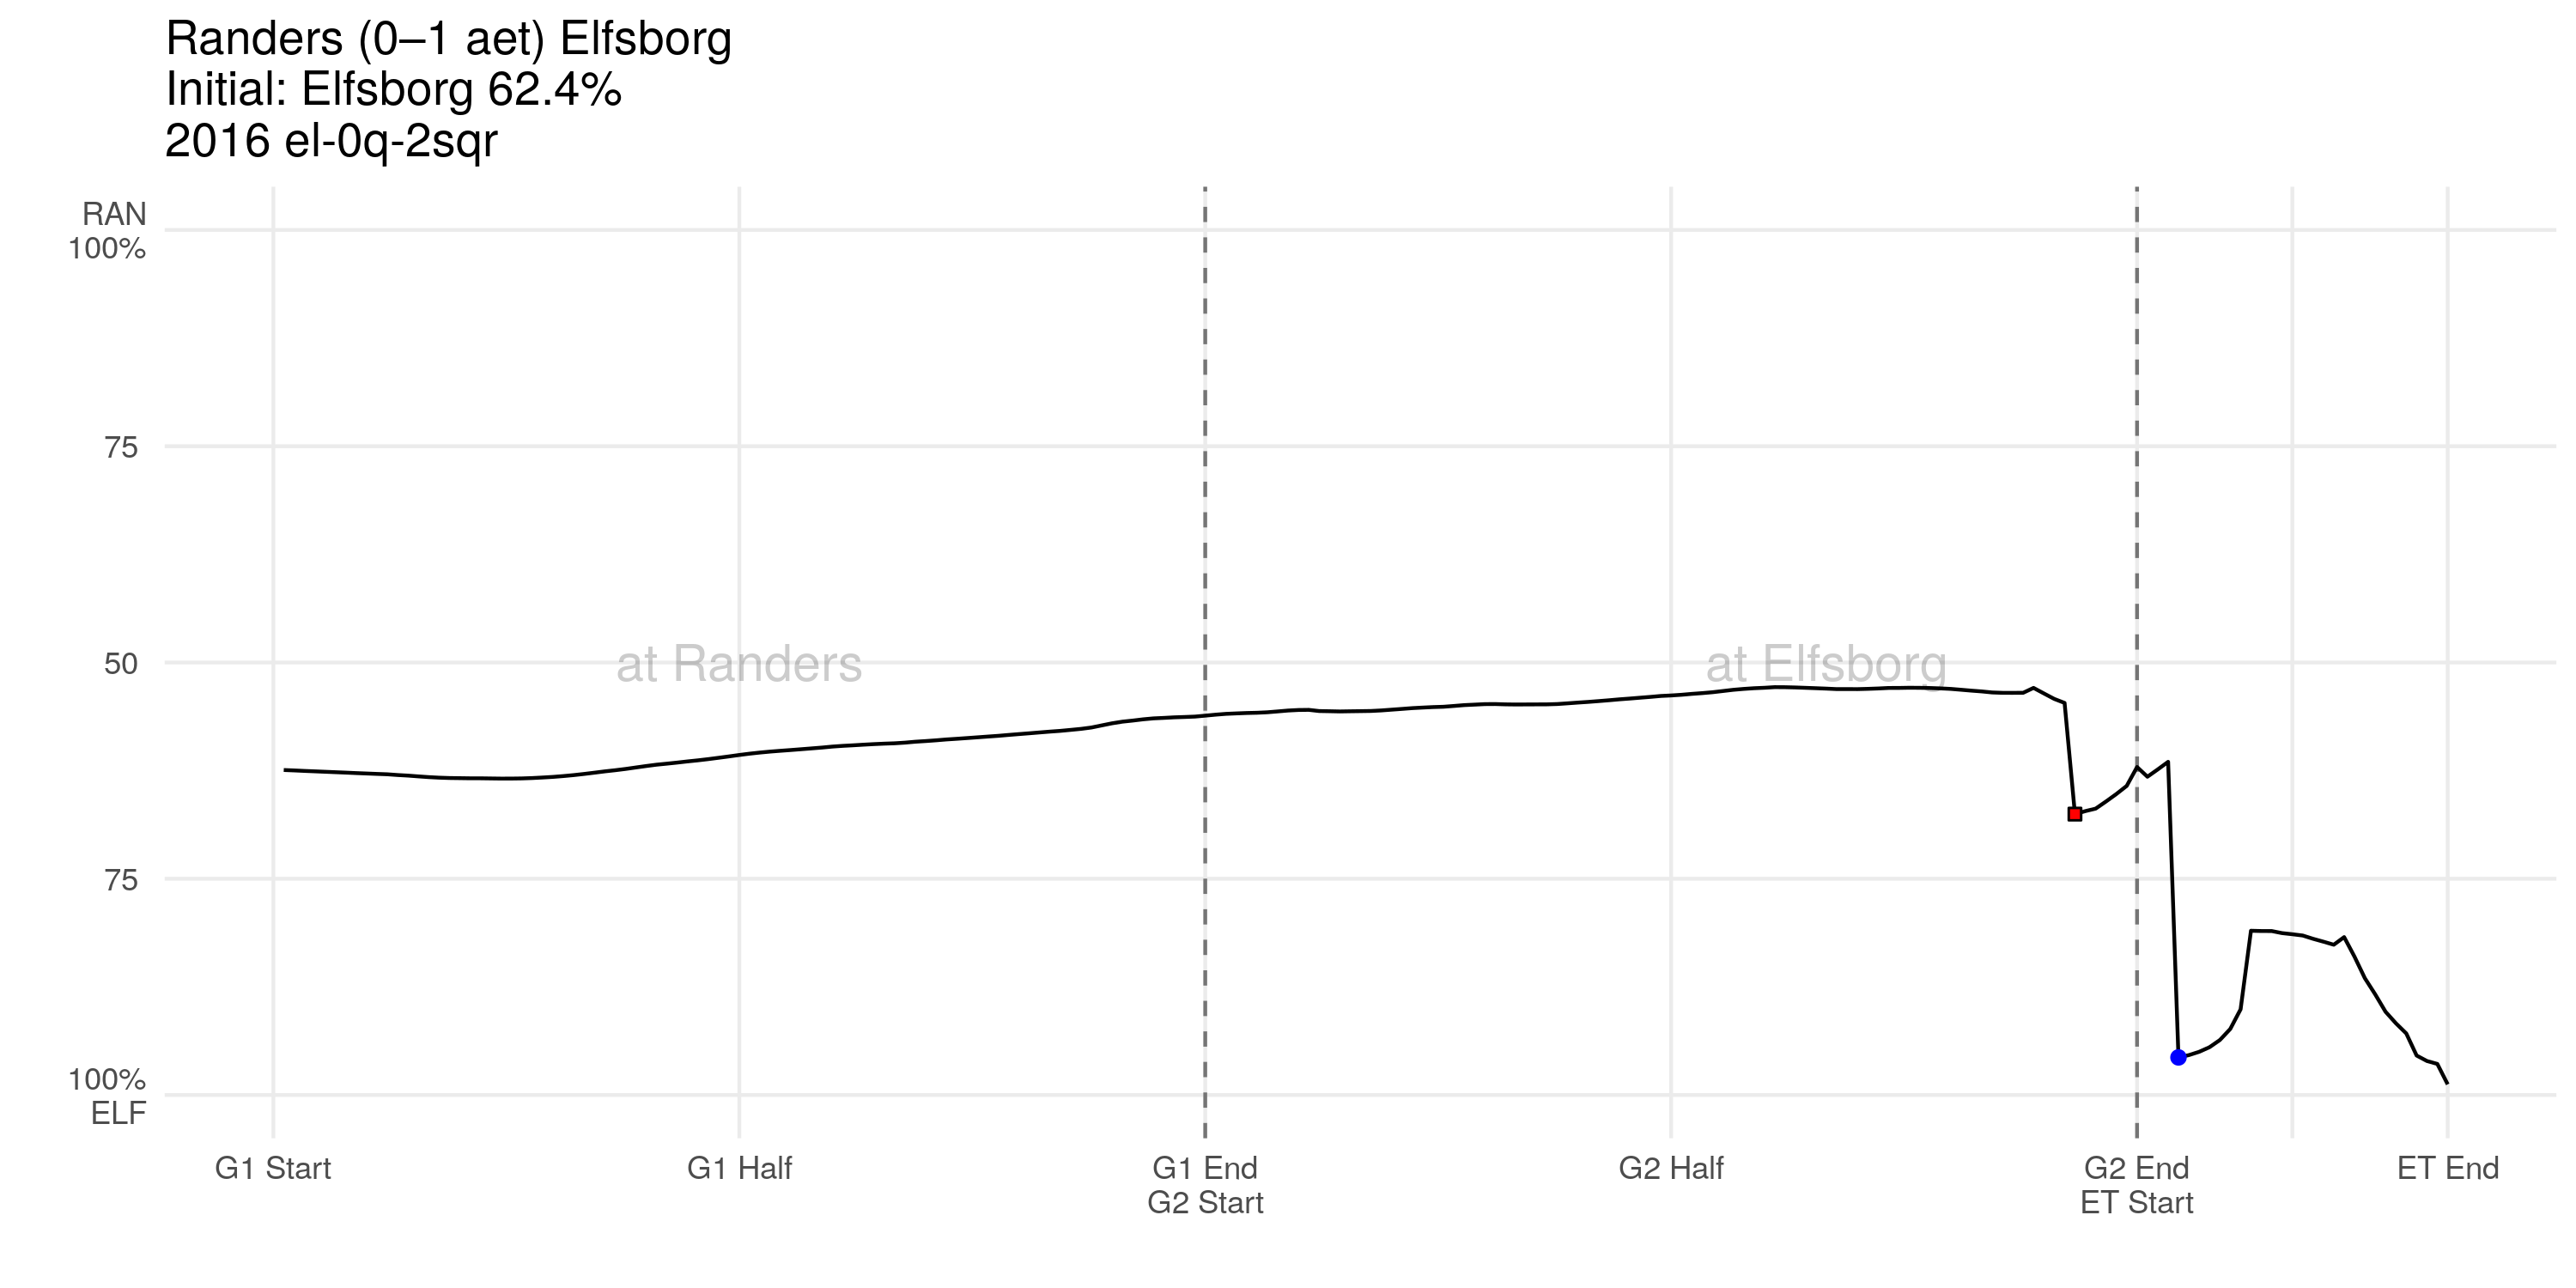 Randers (0–1 aet) Elfsborg
Initial: Elfsborg 62.4%
2016 el-0q-2sqr
RAN
100%
75
50
75
100%
ELF
at Randers
at Elfsborg
G1 Start
G1 Half
G1 End
G2 Start
G2 Half
G2 End
ET Start
ET End